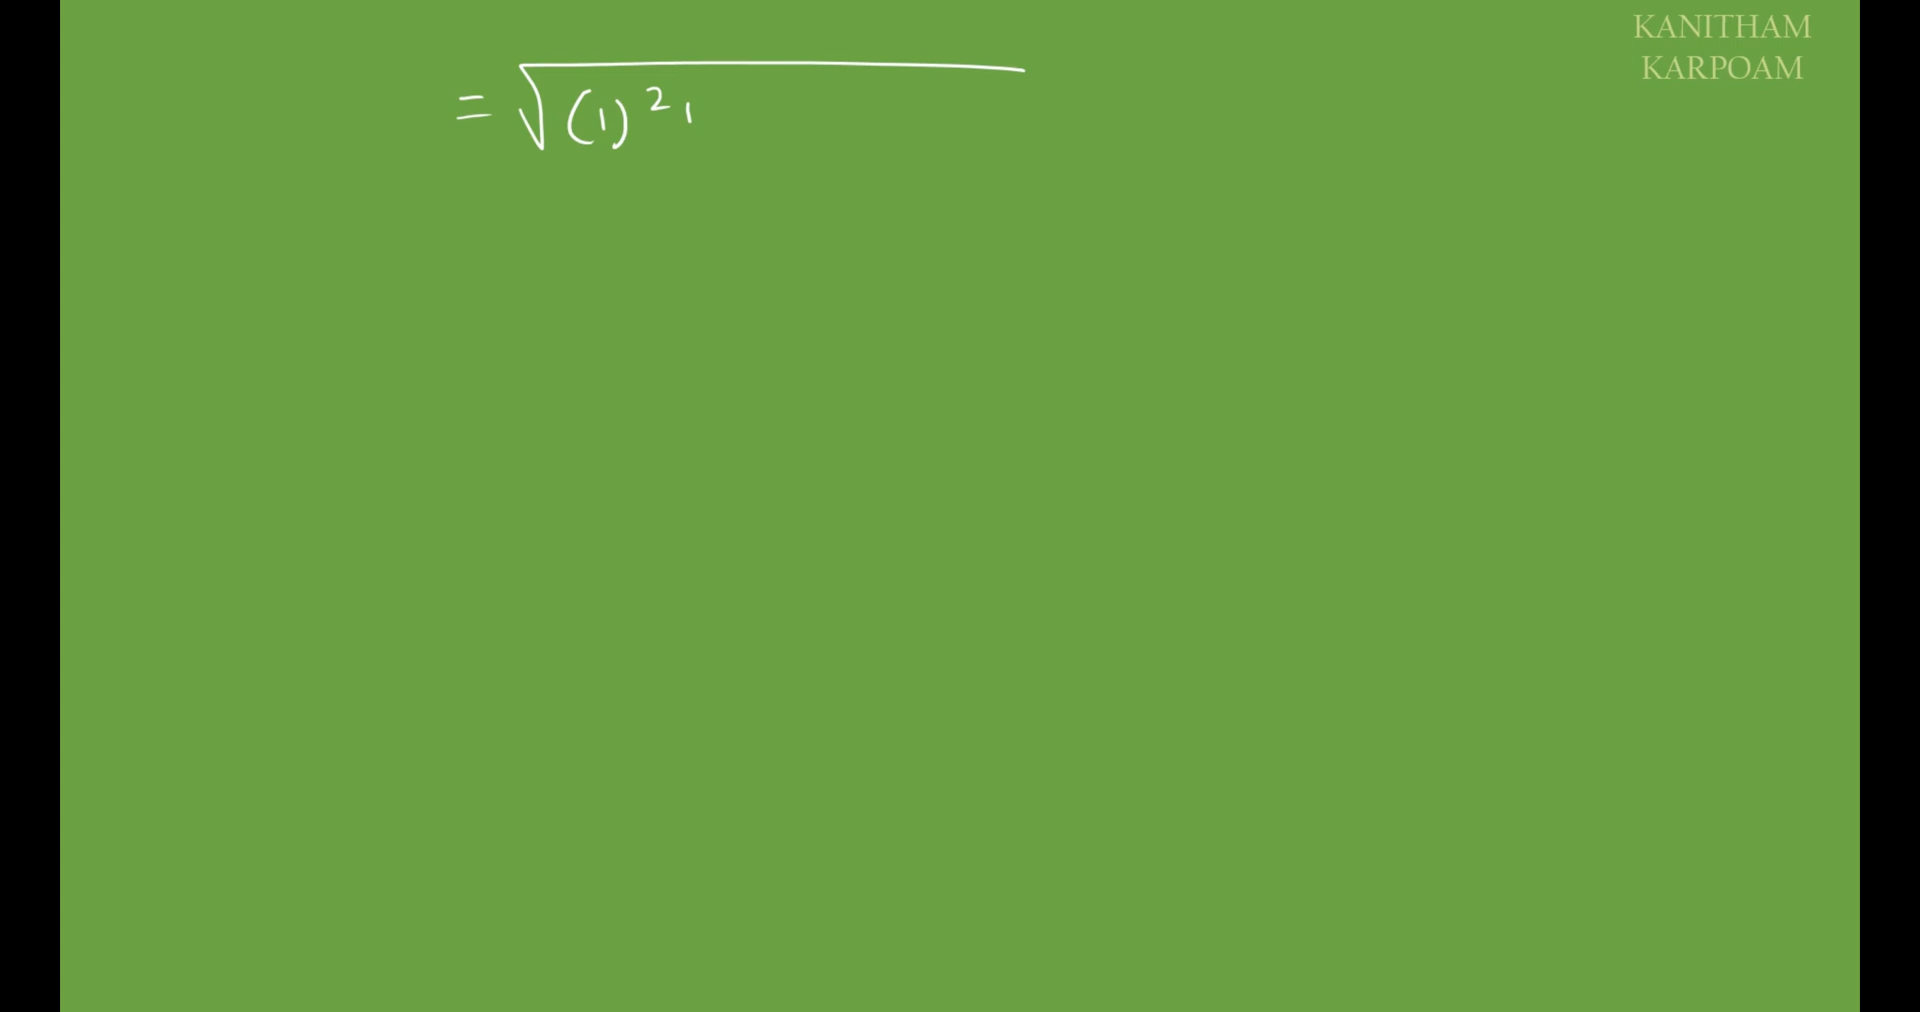 KANITHAM
KARPOAM
= √(1)²